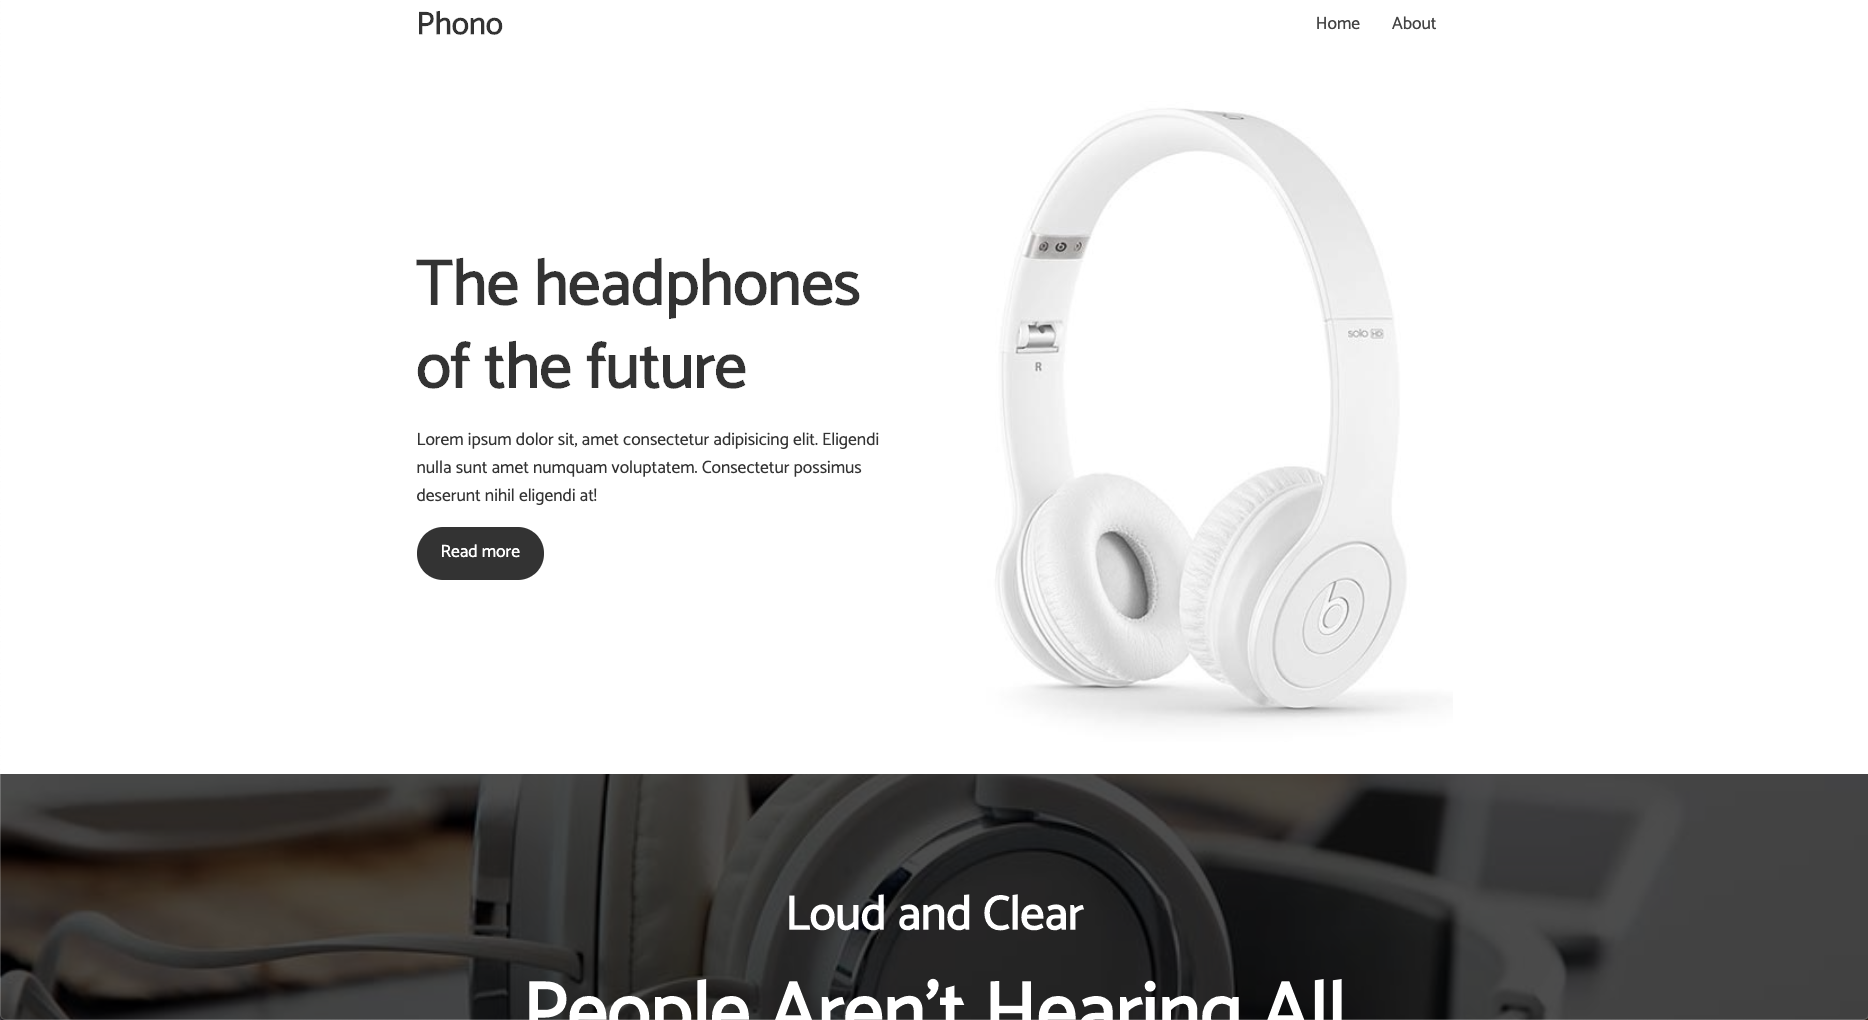 Phono
Home
About
The headphones
of the future
Lorem ipsum dolor sit, amet consectetur adipisicing elit. Eligendi
nulla sunt amet numquam voluptatem. Consectetur possimus
deserunt nihil eligendi at!
Read more
solo HD
R
b
Loud and Clear
People Aren’t Hearing All